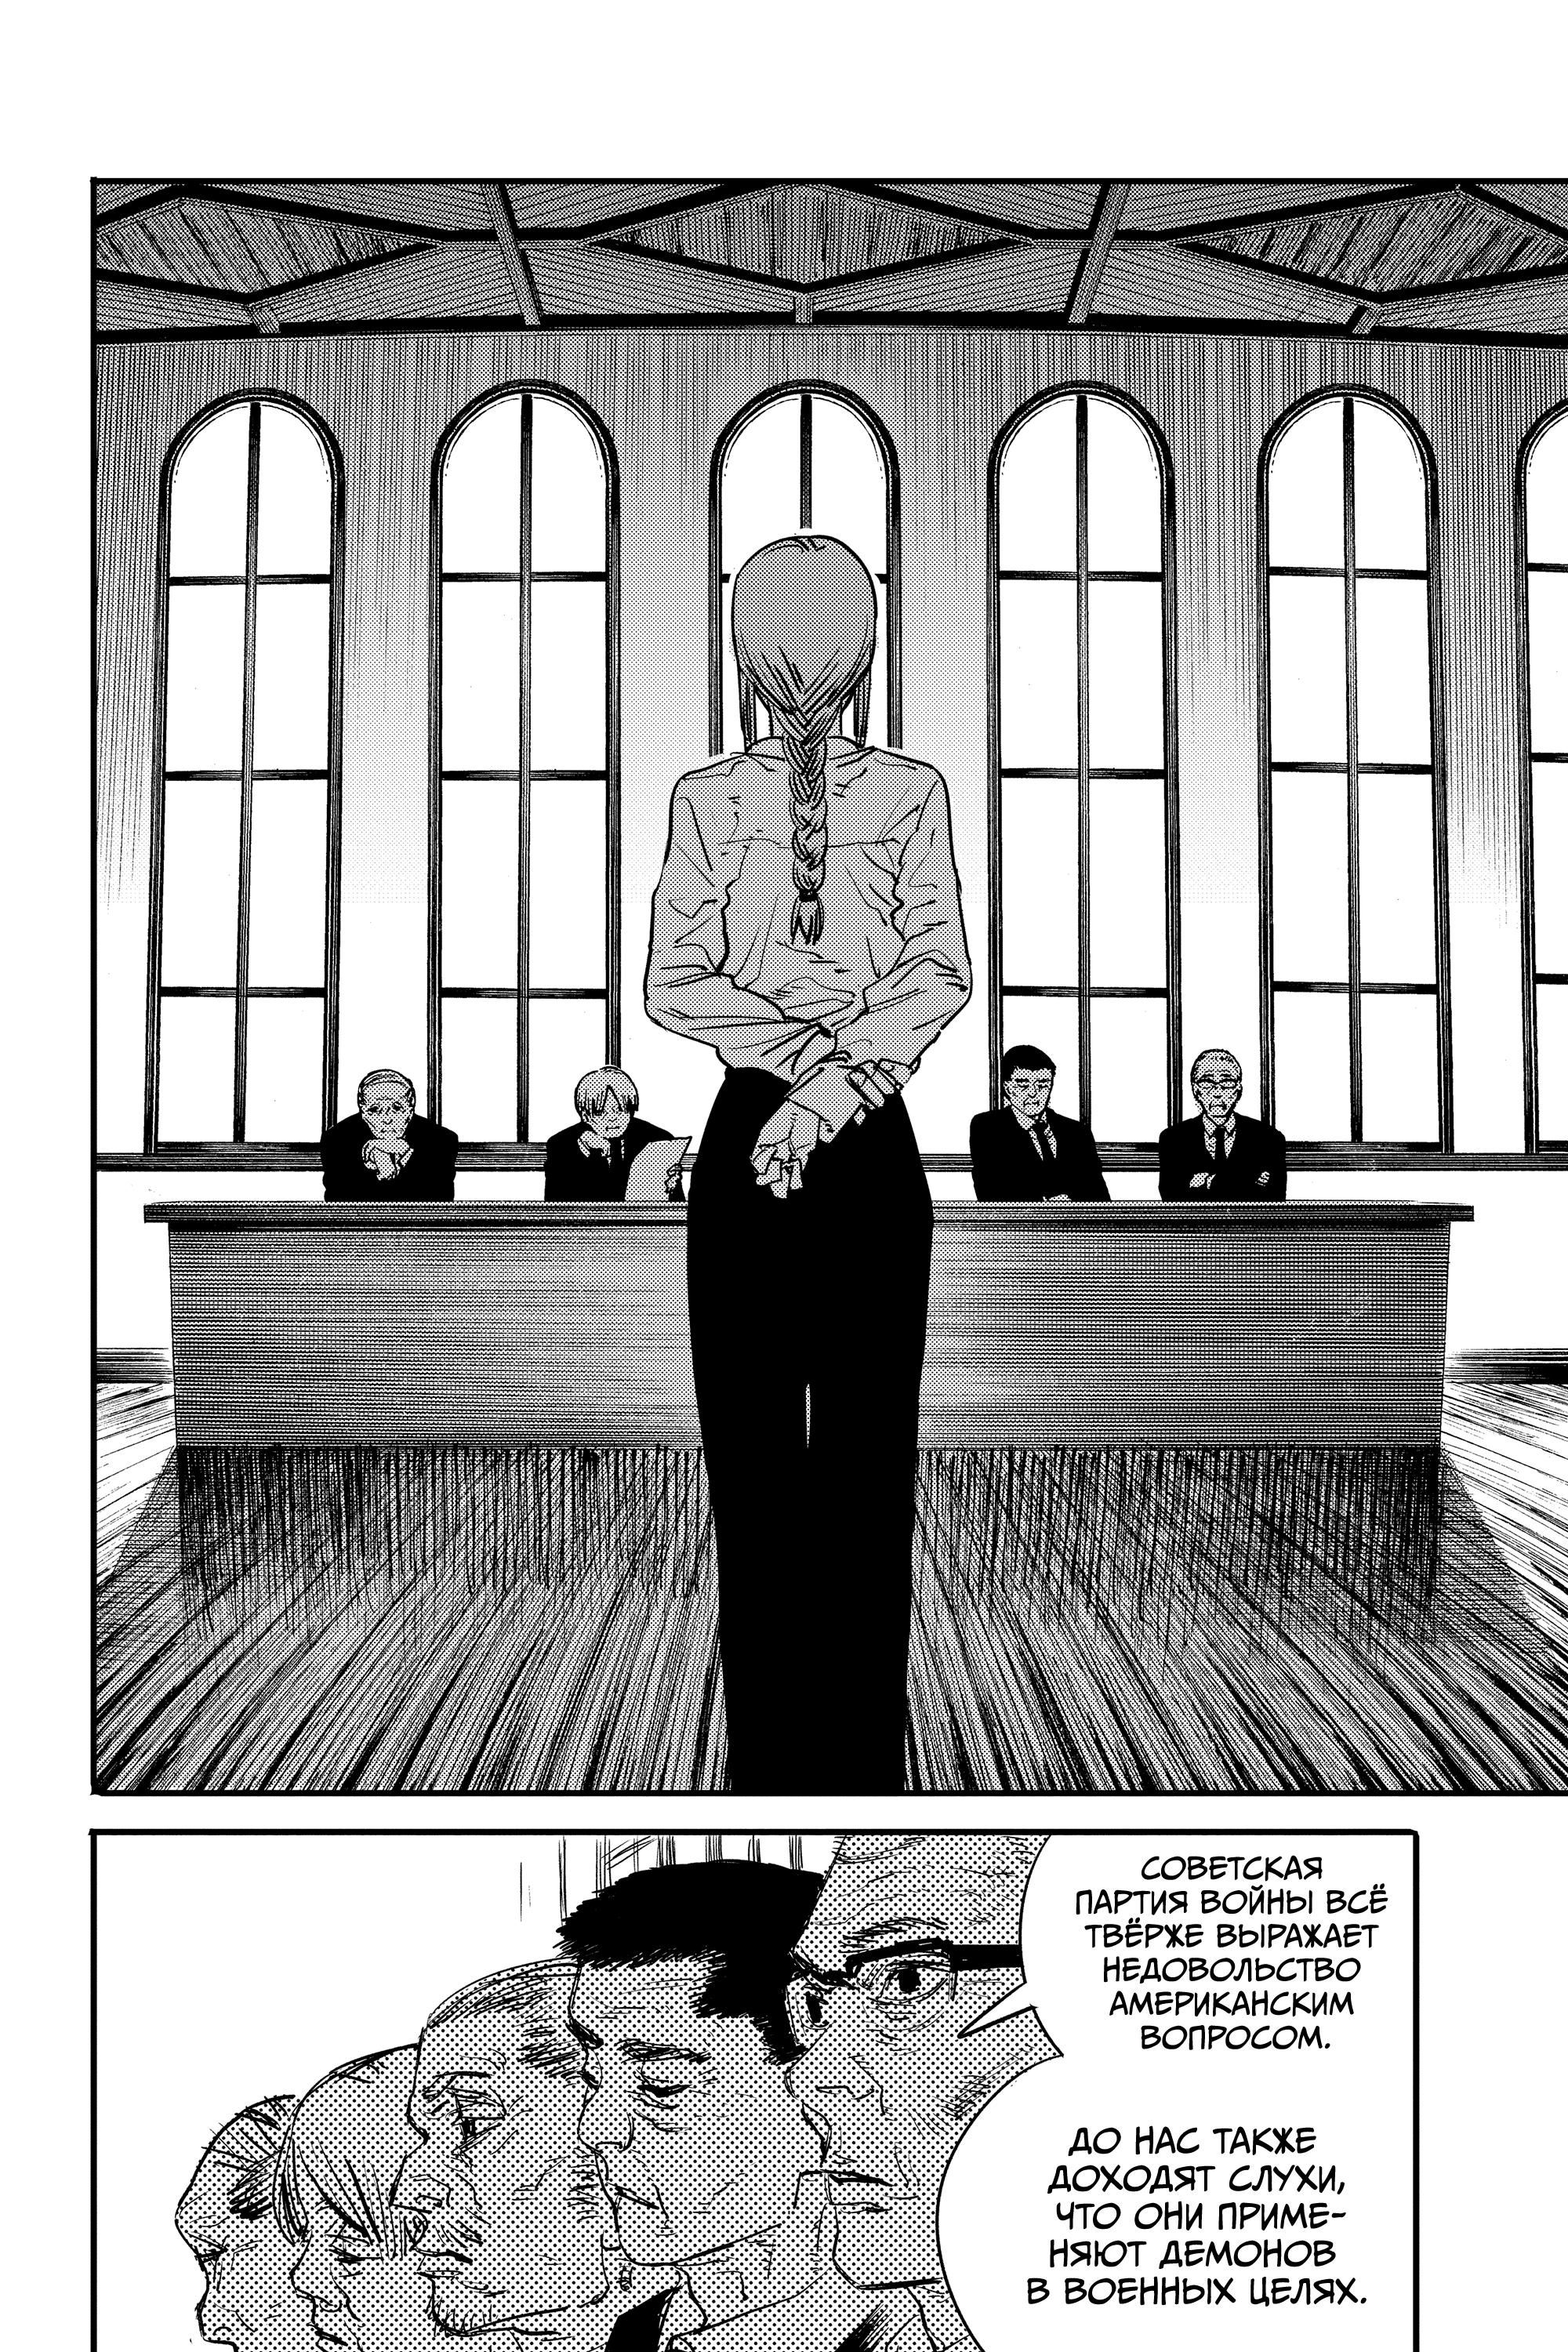 СОВЕТСКАЯ
ПАРТИЯ ВОЙНЫ ВСЁ
ТВЁРЖЕ ВЫРАЖАЕТ
НЕДОВОЛЬСТВО
АМЕРИКАНСКИМ
ВОПРОСОМ.
ДО НАС ТАКЖЕ
ДОХОДЯТ СЛУХИ,
ЧТО ОНИ ПРИМЕ-
НЯЮТ ДЕМОНОВ
В ВОЕННЫХ ЦЕЛЯХ.